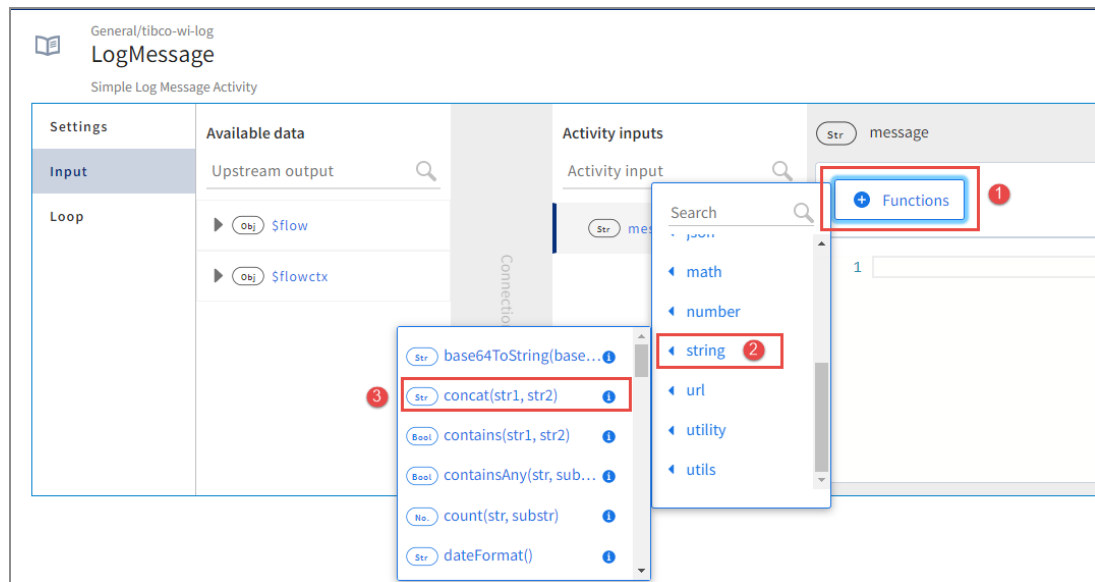 General/tibco-wi-log
LogMessage
Simple Log Message Activity
Settings
Input
Loop
Available data
Upstream output
Obj $flow
Obj $flowctx
Connection
Activity inputs
Activity input
Str mes
Str message
Functions
1
1
Search
json
math
number
string
2
url
utility
utils
Str base64ToString(base...
3
Str concat(str1, str2)
Bool contains(str1, str2)
Bool containsAny(str, sub...
No. count(str, substr)
Str dateFormat()